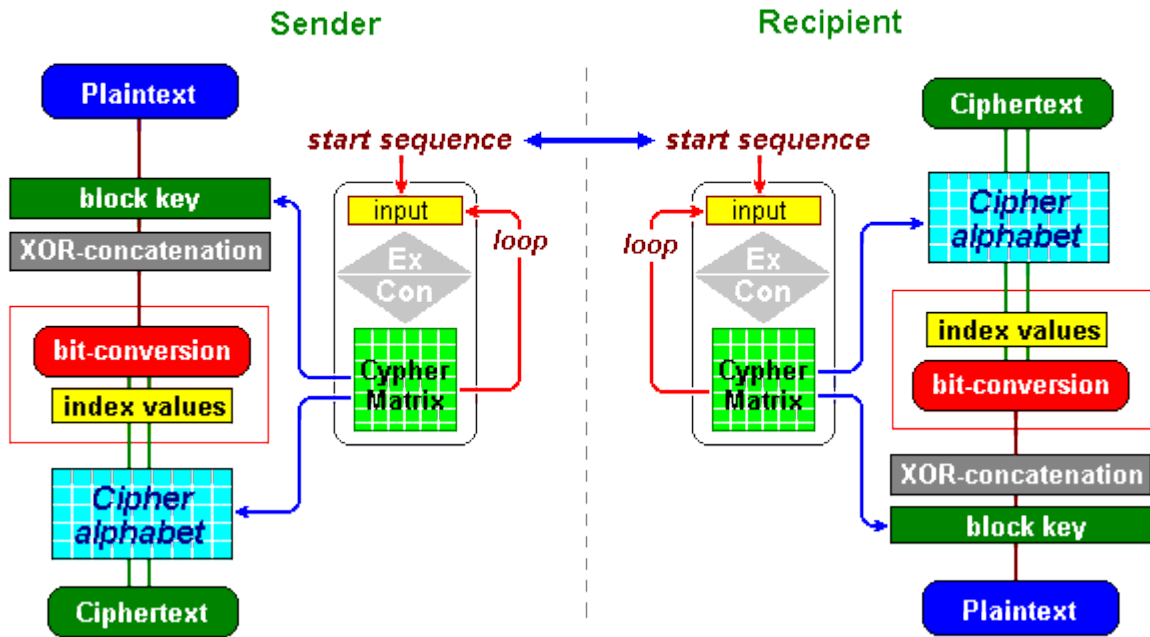 Sender
Plaintext
block key
XOR-concatenation
bit-conversion
index values
Cipher
alphabet
Ciphertext
start sequence
input
loop
Ex
Con
Cypher
Matrix
Recipient
start sequence
input
loop
Ex
Con
Cypher
Matrix
Ciphertext
Cipher
alphabet
index values
bit-conversion
XOR-concatenation
block key
Plaintext